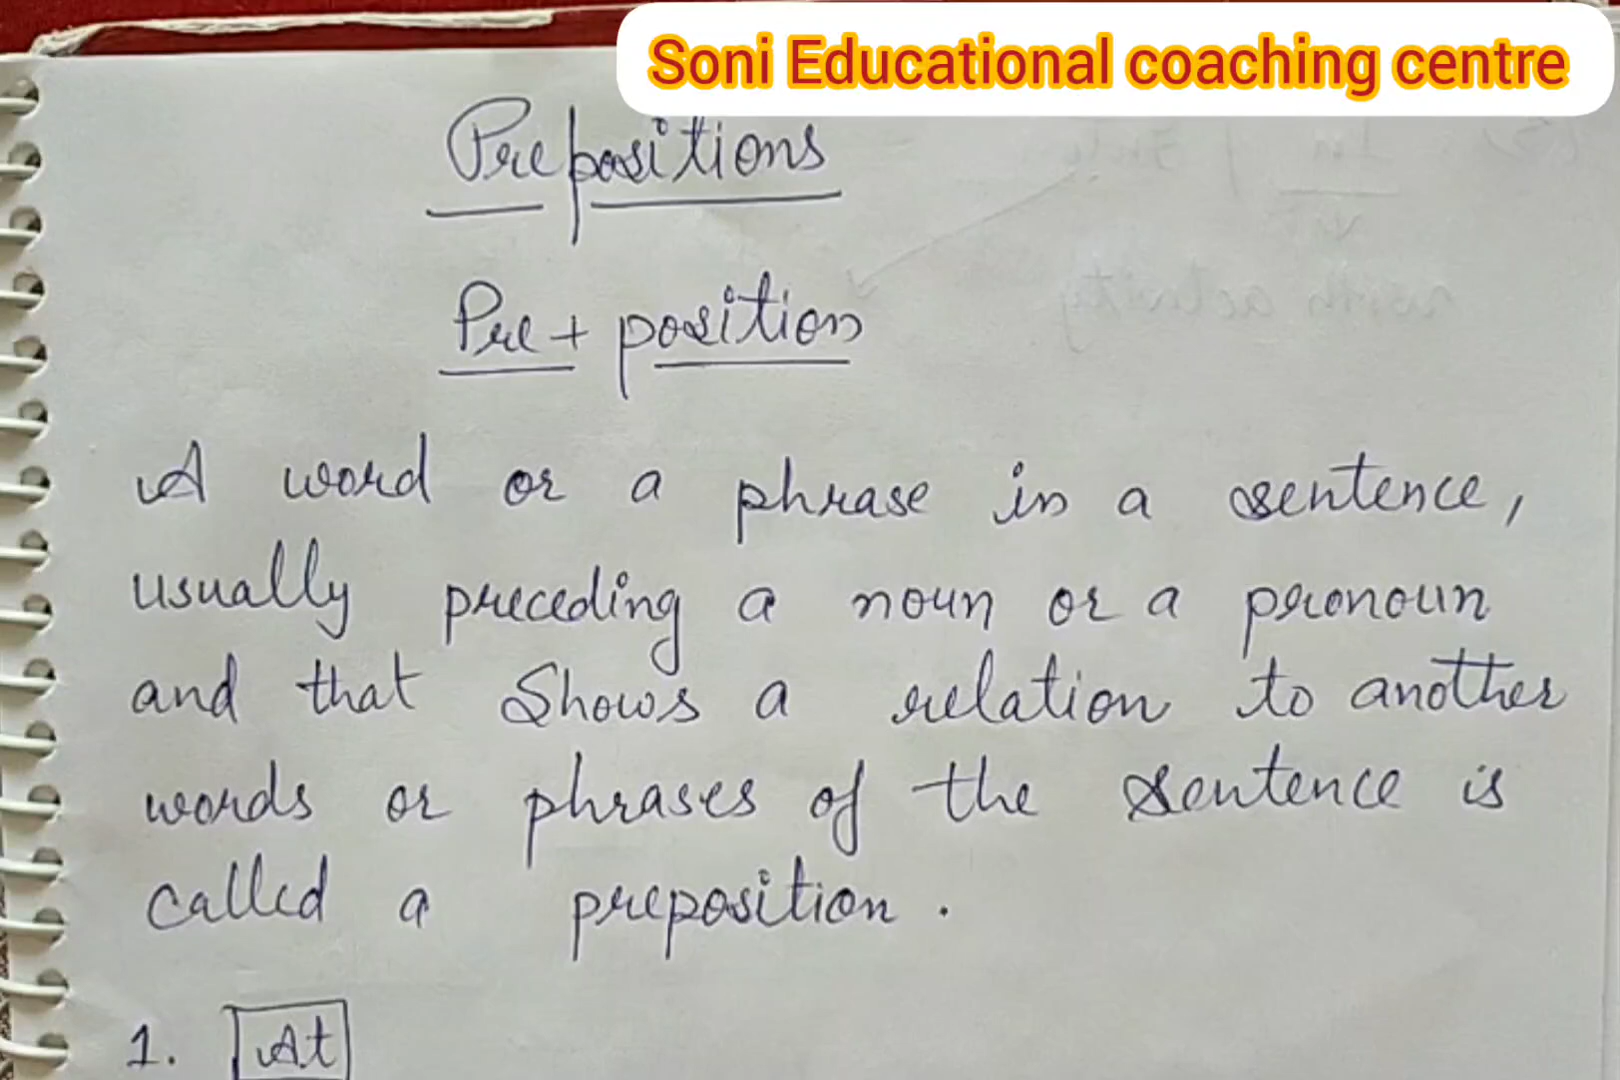 Soni Educational coaching centre
Prepositions
Pre + position
A word or a phrase in a sentence,
usually preceding a noun or a pronoun
and that Shows a relation to another
words or phrases of the sentence is
called a preposition.
1. At